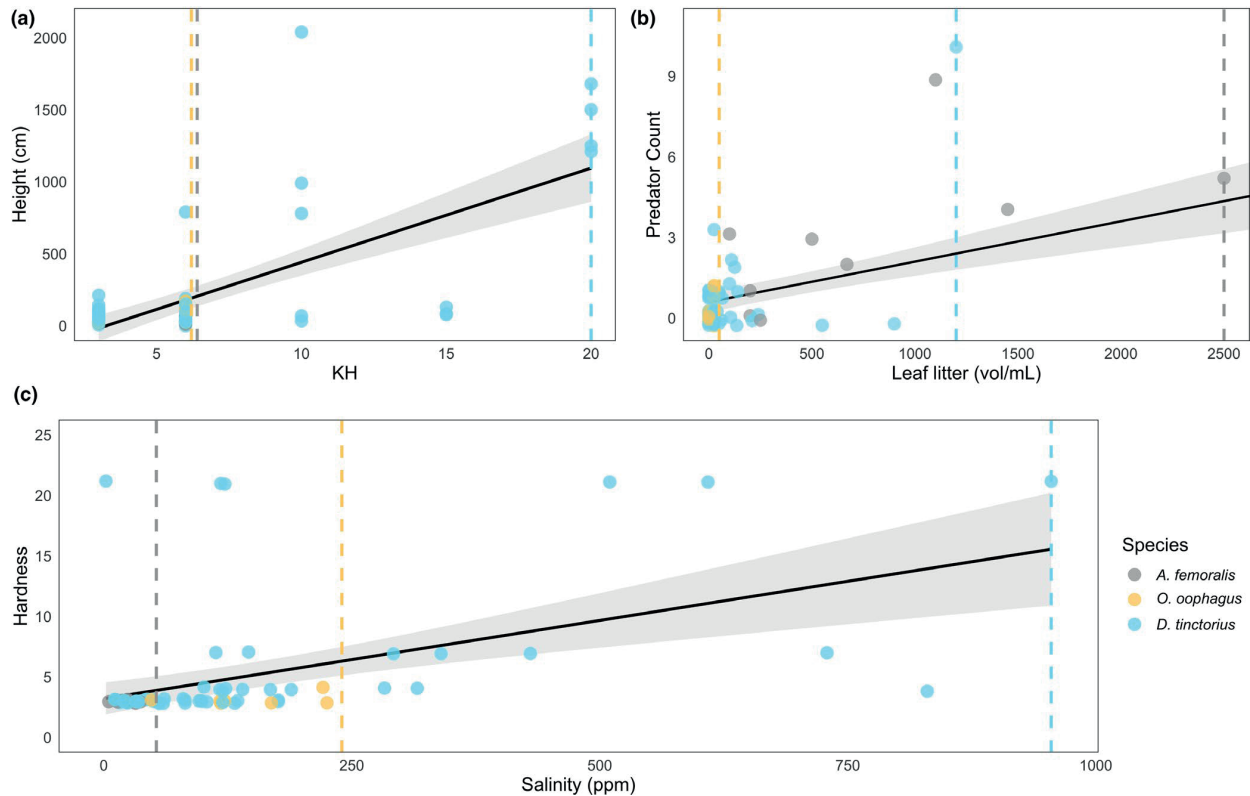 (a)
2000
1500
1000
500
0
Height (cm)
5
10
15
20
KH
(b)
9
6
3
0
Predator Count
0
500
1000
1500
2000
2500
Leaf litter (vol/mL)
(c)
25
20
15
10
5
0
Hardness
0
250
500
750
1000
Salinity (ppm)
Species
A. femoralis
O. oophagus
D. tinctorius